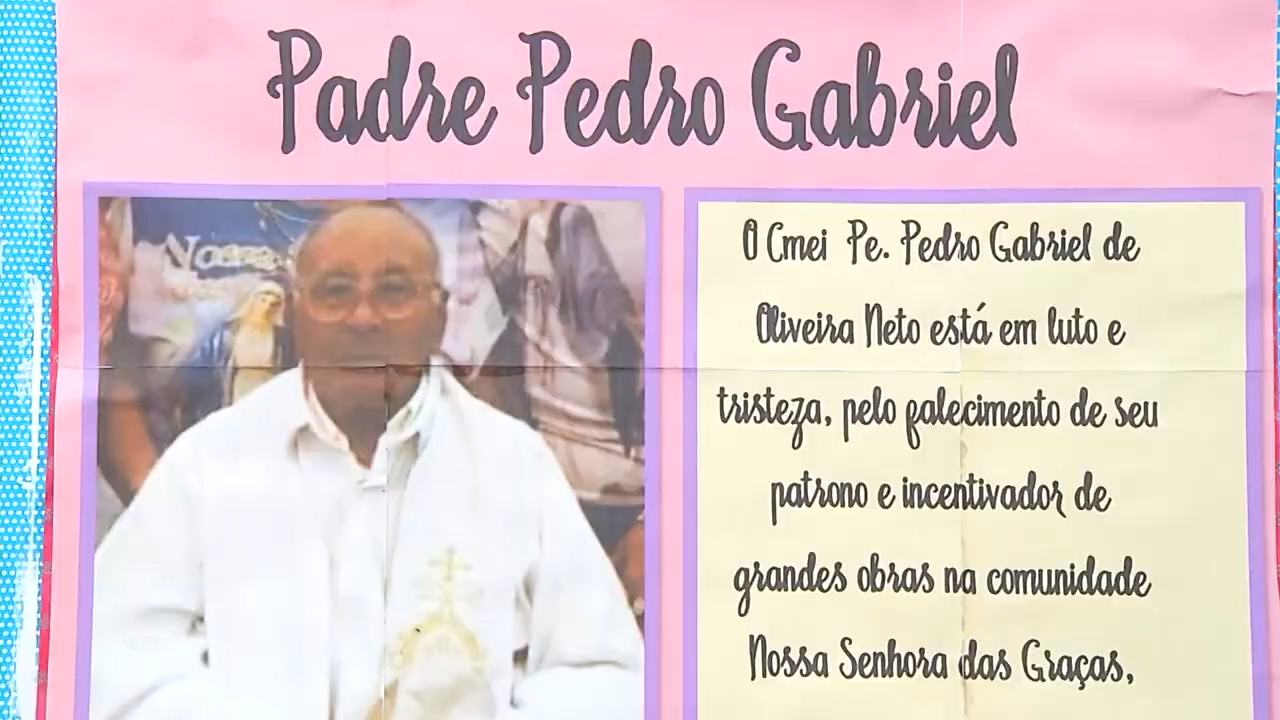 Padre Pedro Gabriel
Nossa
O Cmei Pe. Pedro Gabriel de
Oliveira Neto está em luto e
tristeza, pelo falecimento de seu
patrono e incentivador de
grandes obras na comunidade
Nossa Senhora das Graças,